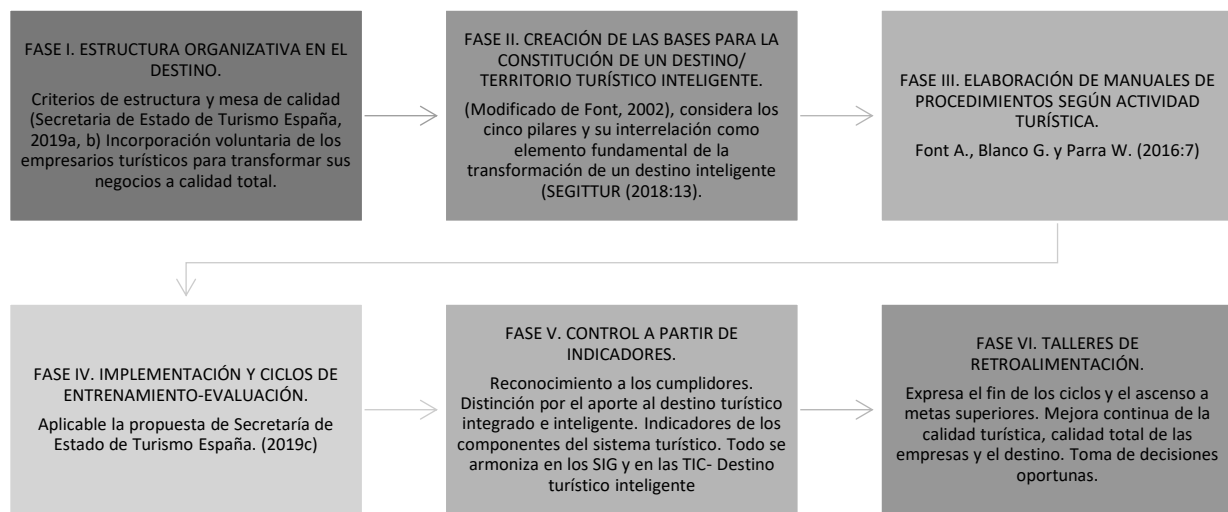 FASE I. ESTRUCTURA ORGANIZATIVA EN EL
DESTINO.
Criterios de estructura y mesa de calidad
(Secretaria de Estado de Turismo España,
2019a, b) Incorporación voluntaria de los
empresarios turísticos para transformar sus
negocios a calidad total.
FASE II. CREACIÓN DE LAS BASES PARA LA
CONSTITUCIÓN DE UN DESTINO/
TERRITORIO TURÍSTICO INTELIGENTE.
(Modificado de Font, 2002), considera los
cinco pilares y su interrelación como
elemento fundamental de la
transformación de un destino inteligente
(SEGITTUR (2018:13).
FASE III. ELABORACIÓN DE MANUALES DE
PROCEDIMIENTOS SEGÚN ACTIVIDAD
TURÍSTICA.
Font A., Blanco G. y Parra W. (2016:7)
FASE IV. IMPLEMENTACIÓN Y CICLOS DE
ENTRENAMIENTO-EVALUACIÓN.
Aplicable la propuesta de Secretaría de
Estado de Turismo España. (2019c)
FASE V. CONTROL A PARTIR DE
INDICADORES.
Reconocimiento a los cumplidores.
Distinción por el aporte al destino turístico
integrado e inteligente. Indicadores de los
componentes del sistema turístico. Todo se
armoniza en los SIG y en las TIC- Destino
turístico inteligente
FASE VI. TALLERES DE
RETROALIMENTACIÓN.
Expresa el fin de los ciclos y el ascenso a
metas superiores. Mejora continua de la
calidad turística, calidad total de las
empresas y el destino. Toma de decisiones
oportunas.